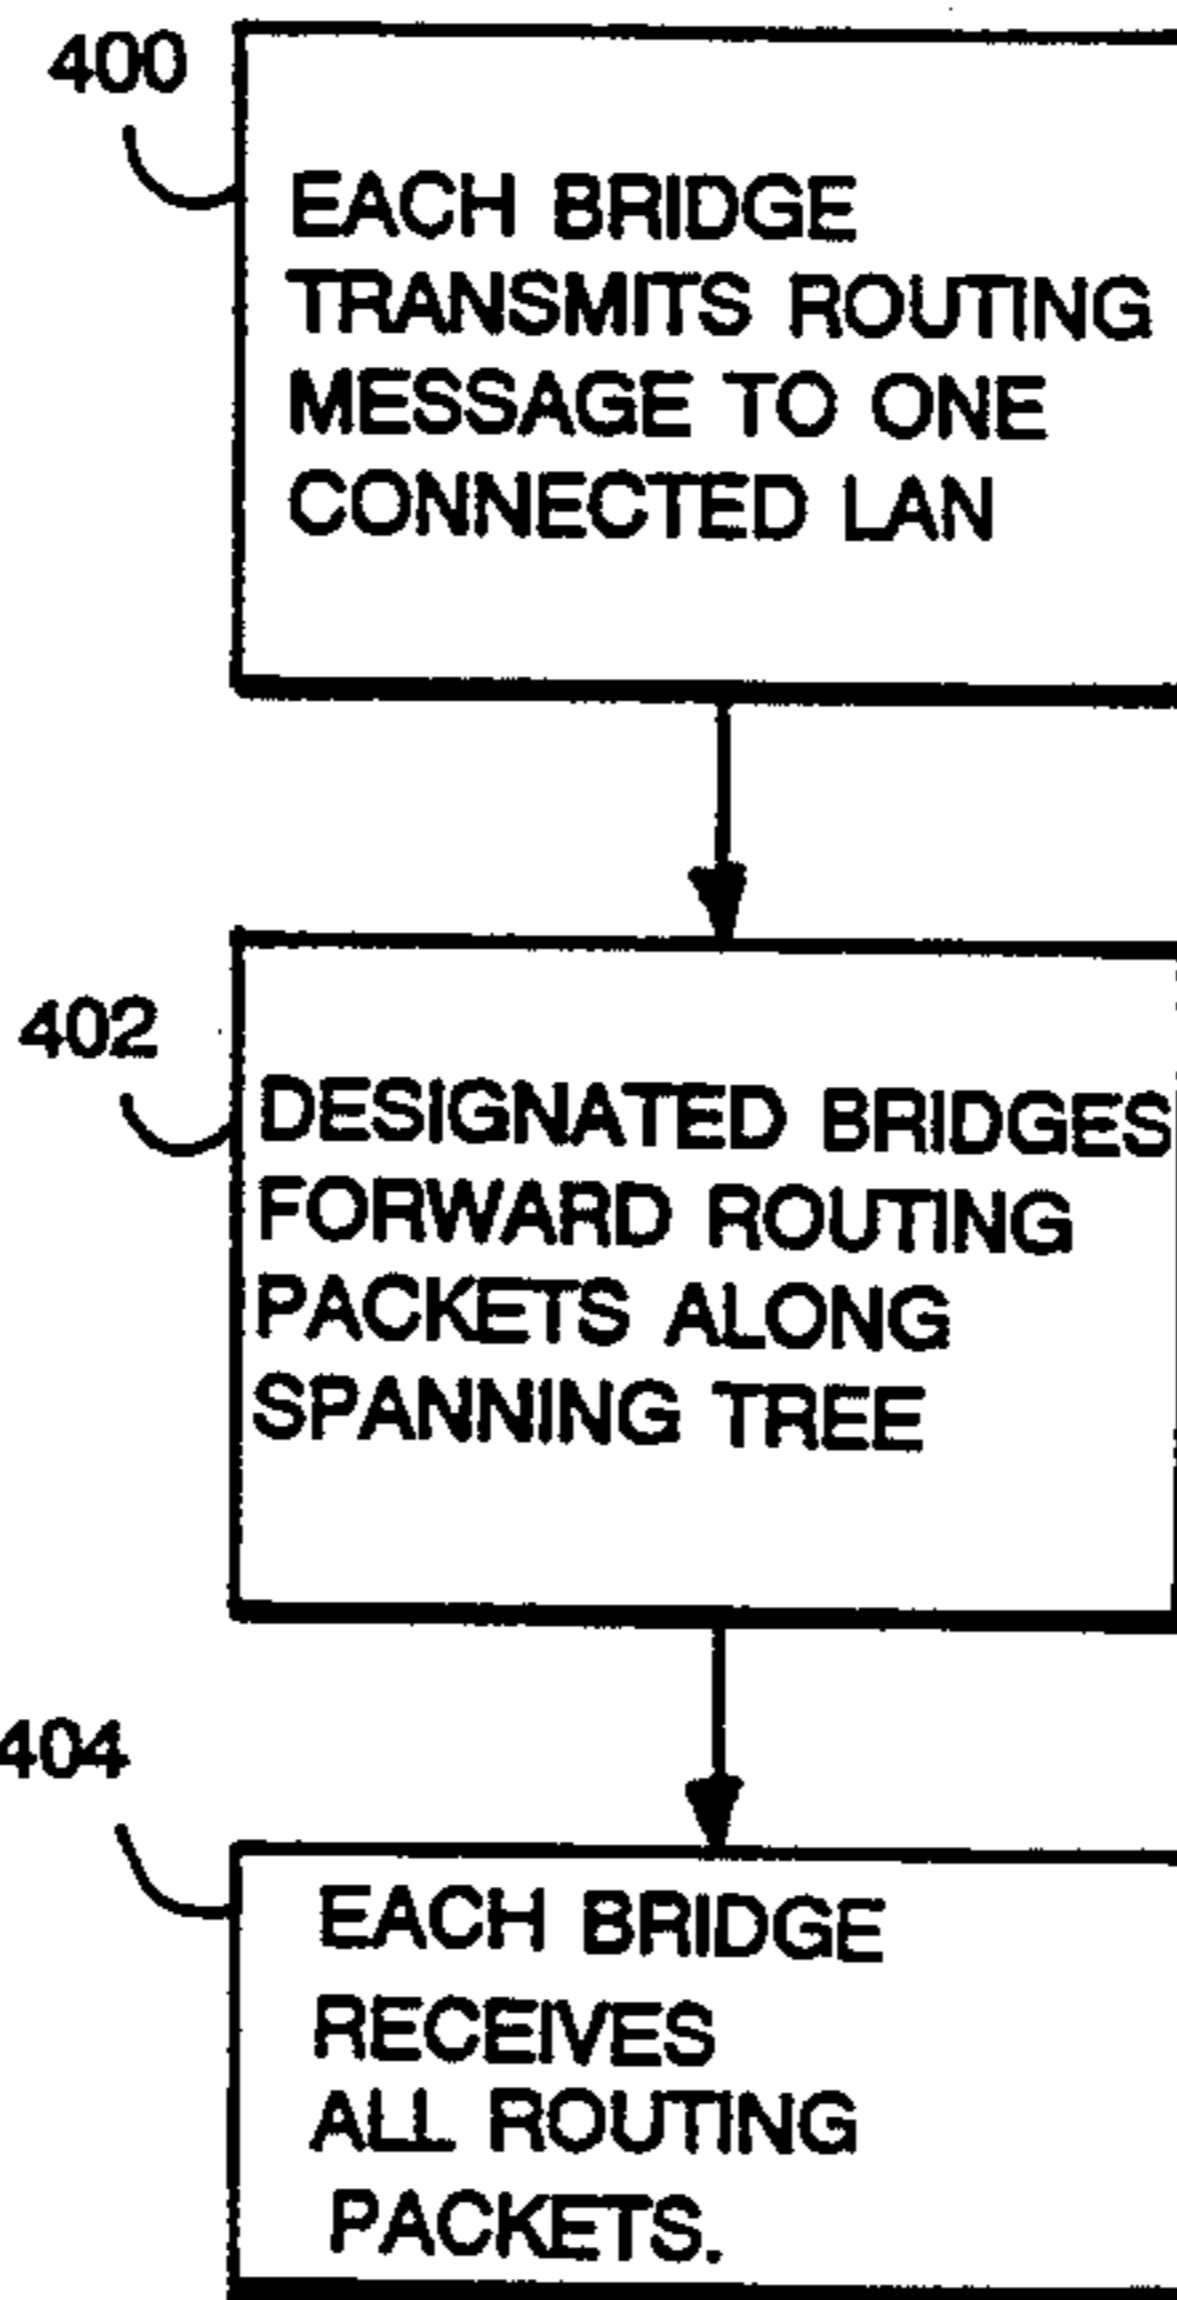 400
EACH BRIDGE
TRANSMITS ROUTING
MESSAGE TO ONE
CONNECTED LAN
402
DESIGNATED BRIDGES
FORWARD ROUTING
PACKETS ALONG
SPANNING TREE
404
EACH BRIDGE
RECEIVES
ALL ROUTING
PACKETS.